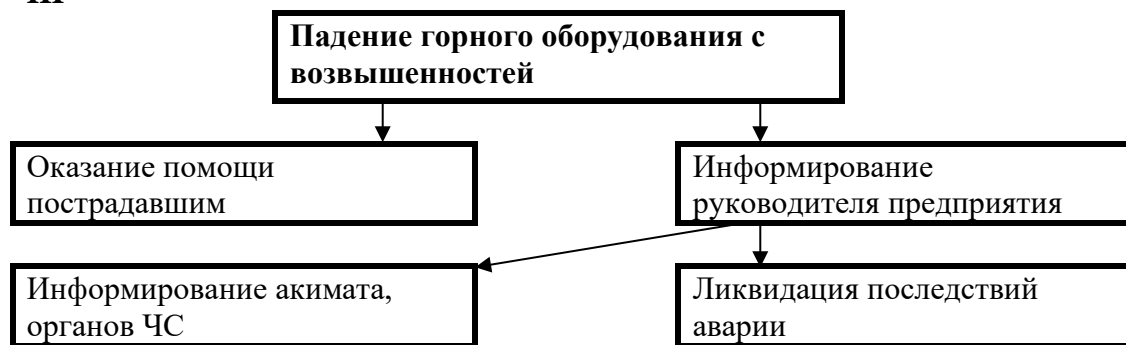 Падение горного оборудования с
возвышенностей
Оказание помощи
пострадавшим
Информирование
руководителя предприятия
Информирование акимата,
органов ЧС
Ликвидация последствий
аварии